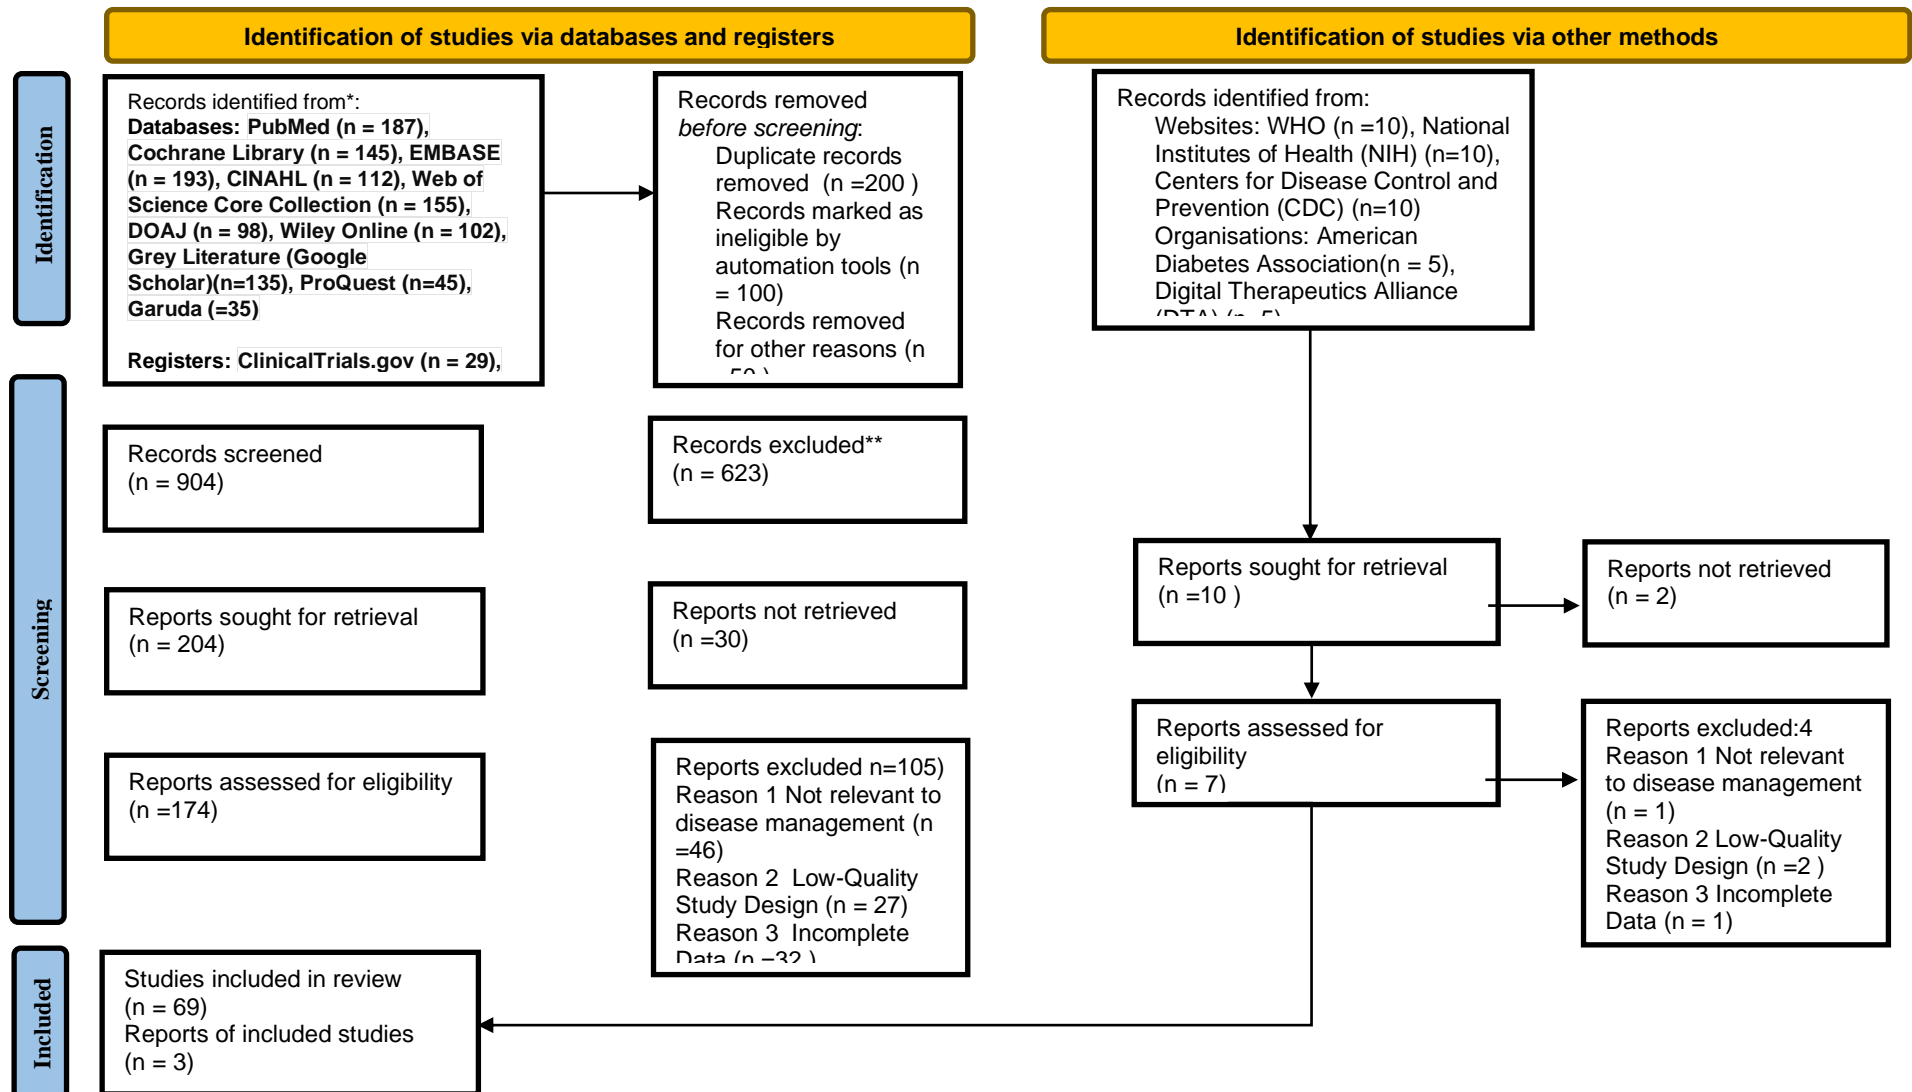 Identification of studies via databases and registers
Identification of studies via other methods
Identification
Records identified from*:
Databases: PubMed (n = 187),
Cochrane Library (n = 145), EMBASE
(n = 193), CINAHL (n = 112), Web of
Science Core Collection (n = 155),
DOAJ (n = 98), Wiley Online (n = 102),
Grey Literature (Google
Scholar)(n=135), ProQuest (n=45),
Garuda (=35)
Registers: ClinicalTrials.gov (n = 29),
Records removed
before screening:
Duplicate records
removed (n =200 )
Records marked as
ineligible by
automation tools (n
= 100)
Records removed
for other reasons (n
Records identified from:
Websites: WHO (n =10), National
Institutes of Health (NIH) (n=10),
Centers for Disease Control and
Prevention (CDC) (n=10)
Organisations: American
Diabetes Association(n = 5),
Digital Therapeutics Alliance
(DTA) (n
Screening
Records screened
(n = 904)
Records excluded**
(n = 623)
Reports sought for retrieval
(n = 204)
Reports not retrieved
(n =30)
Reports assessed for eligibility
(n =174)
Reports excluded n=105)
Reason 1 Not relevant to
disease management (n
=46)
Reason 2 Low-Quality
Study Design (n = 27)
Reason 3 Incomplete
Data (n =32 )
Reports sought for retrieval
(n =10 )
Reports not retrieved
(n = 2)
Reports assessed for
eligibility
(n = 7)
Reports excluded:4
Reason 1 Not relevant
to disease management
(n = 1)
Reason 2 Low-Quality
Study Design (n =2 )
Reason 3 Incomplete
Data (n = 1)
Included
Studies included in review
(n = 69)
Reports of included studies
(n = 3)